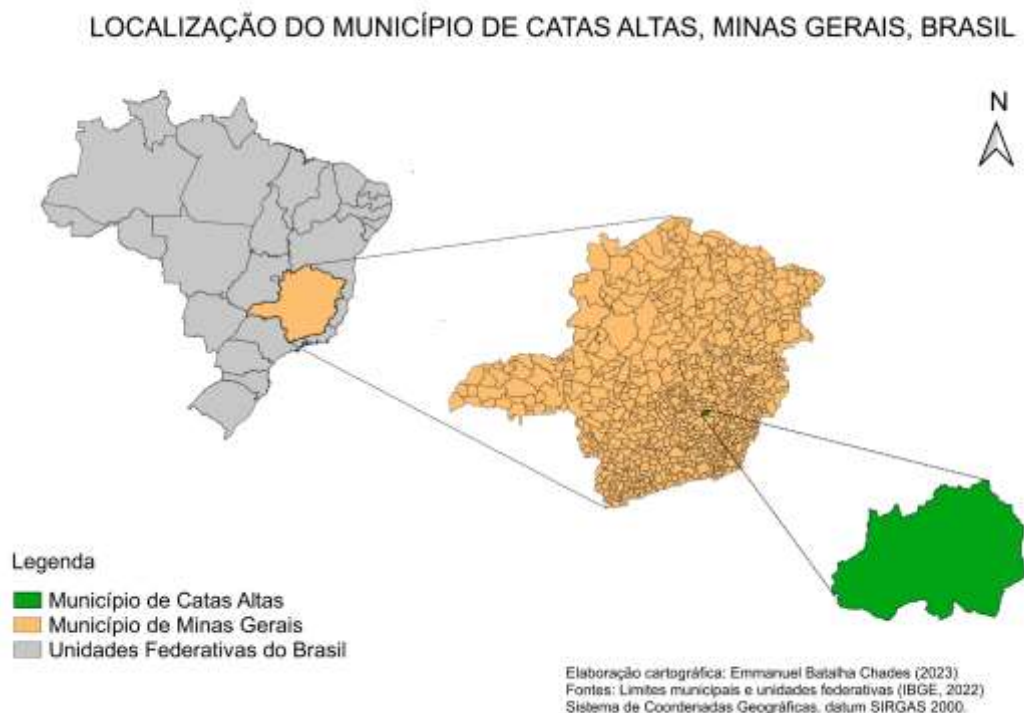 LOCALIZAÇÃO DO MUNICÍPIO DE CATAS ALTAS, MINAS GERAIS, BRASIL
N
Legenda
Município de Catas Altas
Município de Minas Gerais
Unidades Federativas do Brasil
Elaboração cartográfica: Emmanuel Batalha Chades (2023)
Fontes: Limites municipais e unidades federativas (IBGE, 2022)
Sistema de Coordenadas Geográficas, datum SIRGAS 2000.